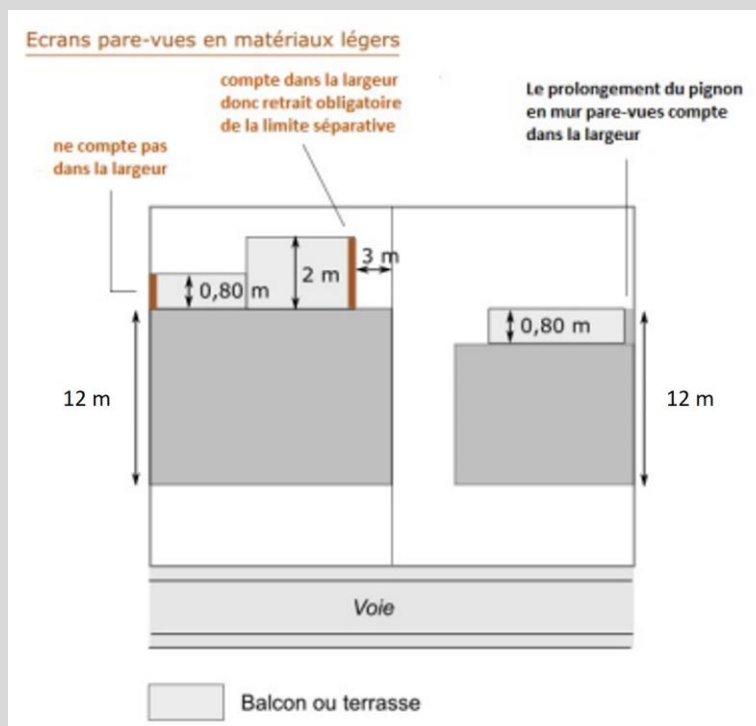 Ecrans pare-vues en matériaux légers
compte dans la largeur
donc retrait obligatoire
de la limite séparative
Le prolongement du pignon
en mur pare-vues compte
dans la largeur
ne compte pas
dans la largeur
3 m
2 m
0,80 m
0,80 m
12 m
12 m
Voie
Balcon ou terrasse